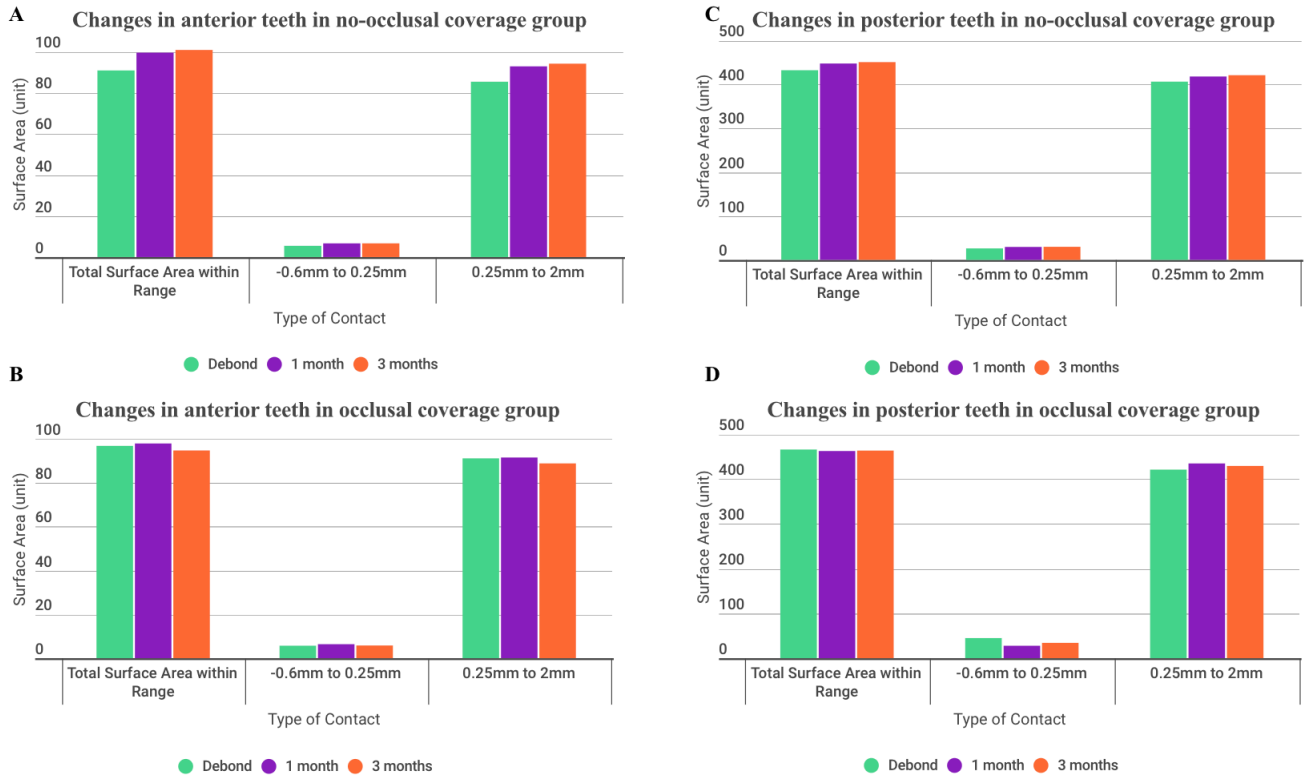 A
Changes in anterior teeth in no-occlusal coverage group
Surface Area (unit)
100
80
60
40
20
0
Total Surface Area within
Range
-0.6mm to 0.25mm
0.25mm to 2mm
Type of Contact
Debond 1 month 3 months
C
Changes in posterior teeth in no-occlusal coverage group
Surface Area (unit)
500
400
300
200
100
0
Total Surface Area within
Range
-0.6mm to 0.25mm
0.25mm to 2mm
Type of Contact
Debond 1 month 3 months
B
Changes in anterior teeth in occlusal coverage group
Surface Area (unit)
100
80
60
40
20
0
Total Surface Area within
Range
-0.6mm to 0.25mm
0.25mm to 2mm
Type of Contact
Debond 1 month 3 months
D
Changes in posterior teeth in occlusal coverage group
Surface Area (unit)
500
400
300
200
100
0
Total Surface Area within
Range
-0.6mm to 0.25mm
0.25mm to 2mm
Type of Contact
Debond 1 month 3 months